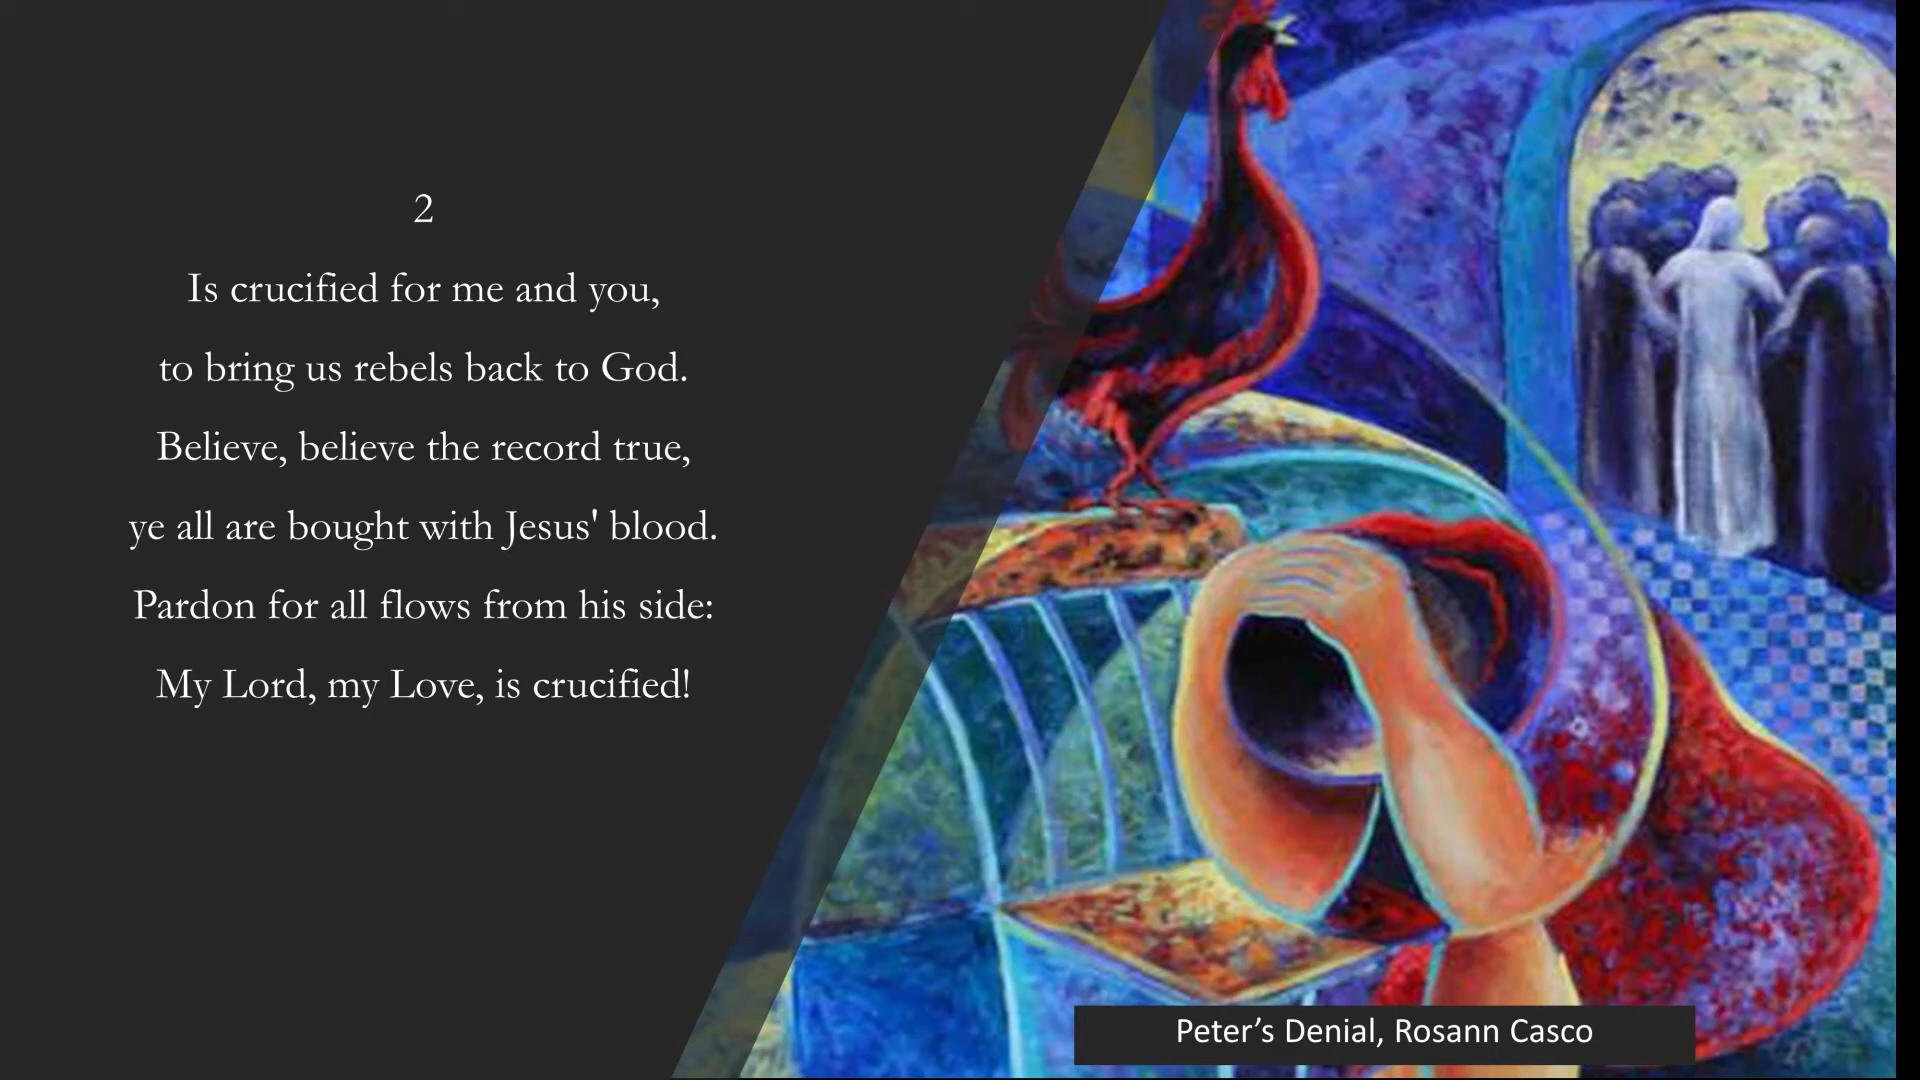 2
Is crucified for me and you,
to bring us rebels back to God.
Believe, believe the record true,
ye all are bought with Jesus' blood.
Pardon for all flows from his side:
My Lord, my Love, is crucified!
Peter’s Denial, Rosann Casco